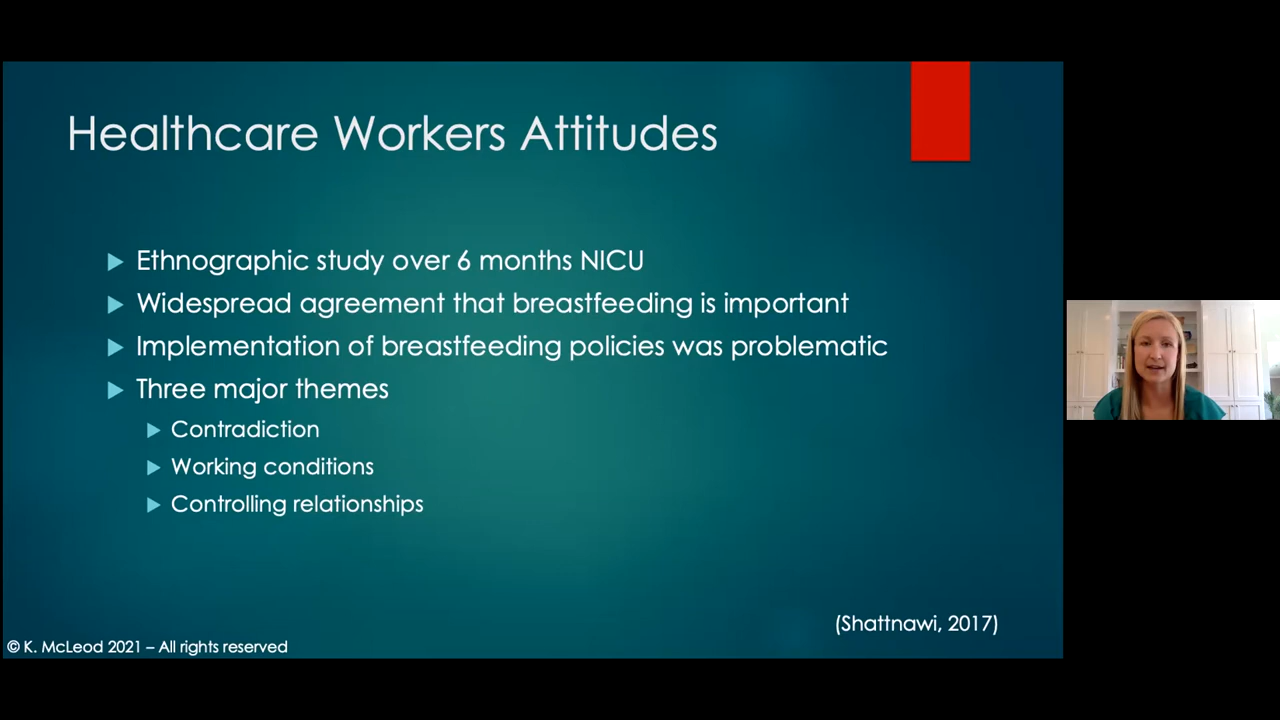 Healthcare Workers Attitudes
Ethnographic study over 6 months NICU
Widespread agreement that breastfeeding is important
Implementation of breastfeeding policies was problematic
Three major themes
Contradiction
Working conditions
Controlling relationships
(Shattnawi, 2017)
© K. McLeod 2021 – All rights reserved